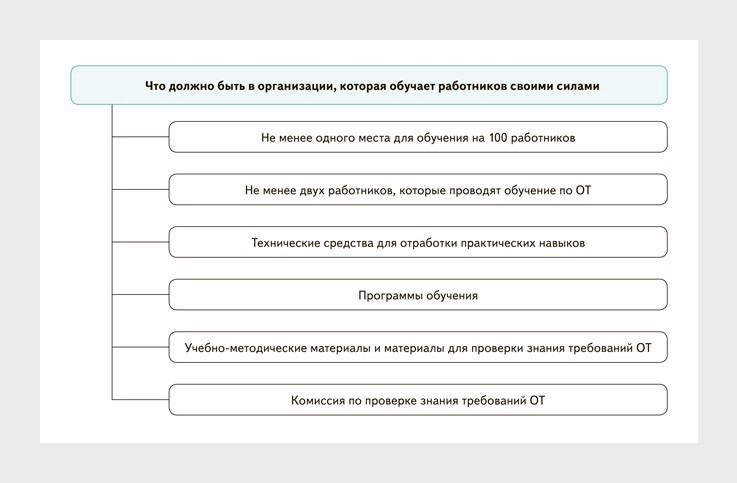 Что должно быть в организации, которая обучает работников своими силами
Не менее одного места для обучения на 100 работников
Не менее двух работников, которые проводят обучение по ОТ
Технические средства для отработки практических навыков
Программы обучения
Учебно-методические материалы и материалы для проверки знания требований ОТ
Комиссия по проверке знания требований ОТ